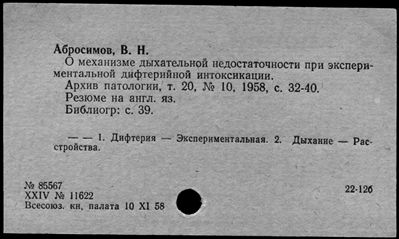 Абросимов, В. Н.
О механизме дыхательной недостаточности при экспери-
ментальной дифтерийной интоксикации.
Архив патологии, т. 20, № 10, 1958, с. 32-40.
Резюме на англ. яз.
Библиогр: с. 39.
— — 1. Дифтерия — Экспериментальная. 2. Дыхание — Рас-
стройства.
№ 85567
XXIV № 11622
Всесоюз. кн. палата 10 XI 58
22-126